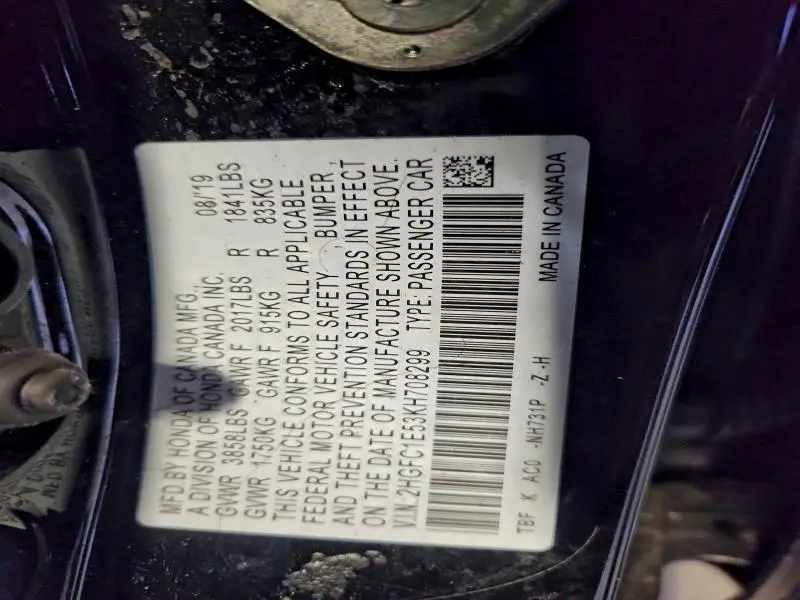 MFD.BY HONDA OF CANADA MFG., 08/'19
A DIVISION OF HONDA CANADA INC.
GVWR 3858LBS GAWR F 2017LBS R 1841LBS
GVWR 1750KG GAWR F 915KG R 835KG
THIS VEHICLE CONFORMS TO ALL APPLICABLE
FEDERAL MOTOR VEHICLE SAFETY, BUMPER,
AND THEFT PREVENTION STANDARDS IN EFFECT
ON THE DATE OF MANUFACTURE SHOWN ABOVE.
V.I.N. 2HGFC1E53KH708299 TYPE: PASSENGER CAR
TBF K AC0 -NH731P -Z -H MADE IN CANADA